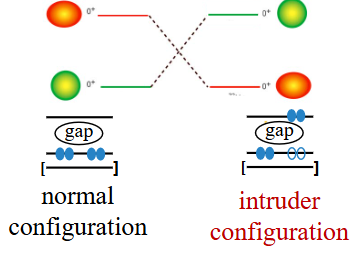 0⁺ 0⁺
0⁺ 0⁺
gap gap
[ ] [ ]
normal intruder
configuration configuration